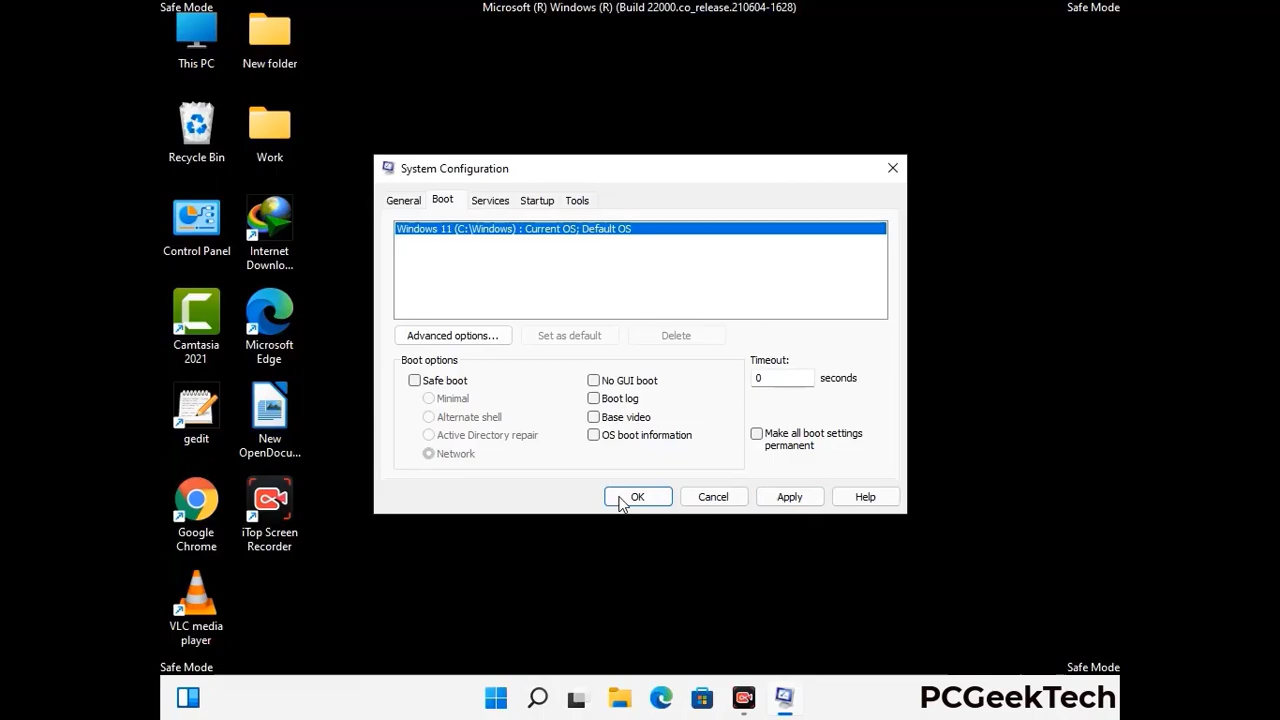 Safe Mode
Microsoft (R) Windows (R) (Build 22000.co_release.210604-1628)
Safe Mode
This PC
New folder
Recycle Bin
Work
Control Panel
Internet
Downlo...
Camtasia
2021
Microsoft
Edge
gedit
New
OpenDocu...
Google
Chrome
iTop Screen
Recorder
VLC media
player
System Configuration
General
Boot
Services
Startup
Tools
Windows 11 (C:\Windows) : Current OS; Default OS
Advanced options...
Set as default
Delete
Boot options
Safe boot
Minimal
Alternate shell
Active Directory repair
Network
No GUI boot
Boot log
Base video
OS boot information
Timeout:
0 seconds
Make all boot settings
permanent
OK
Cancel
Apply
Help
Safe Mode
Safe Mode
PCGeekTech